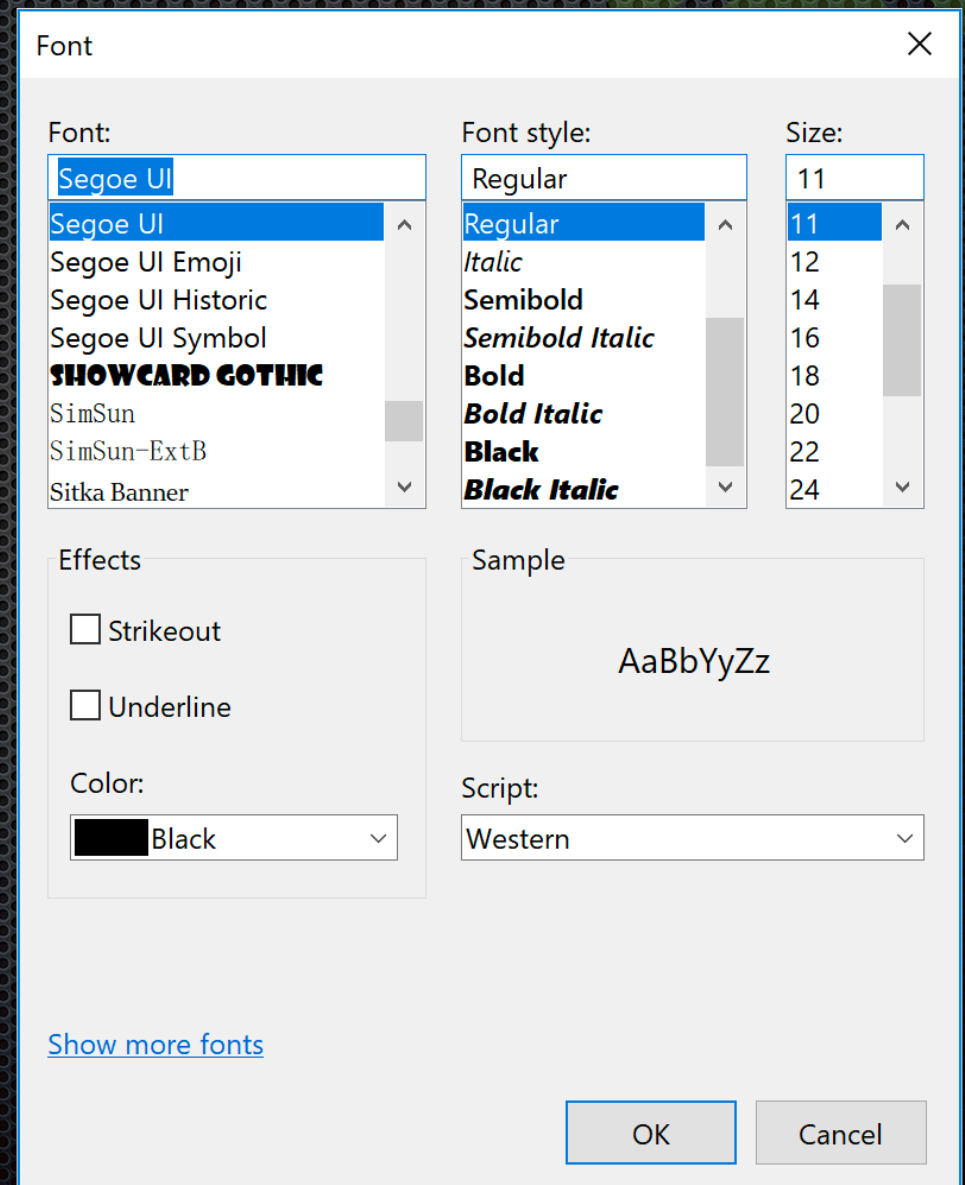 Font
Font:
Segoe UI
Segoe UI
Segoe UI Emoji
Segoe UI Historic
Segoe UI Symbol
SHOWCARD GOTHIC
SimSun
SimSun-ExtB
Sitka Banner
Font style:
Regular
Regular
Italic
Semibold
Semibold Italic
Bold
Bold Italic
Black
Black Italic
Size:
11
11
12
14
16
18
20
22
24
Effects
Strikeout
Underline
Color:
Black
Sample
AaBbYyZz
Script:
Western
Show more fonts
OK
Cancel